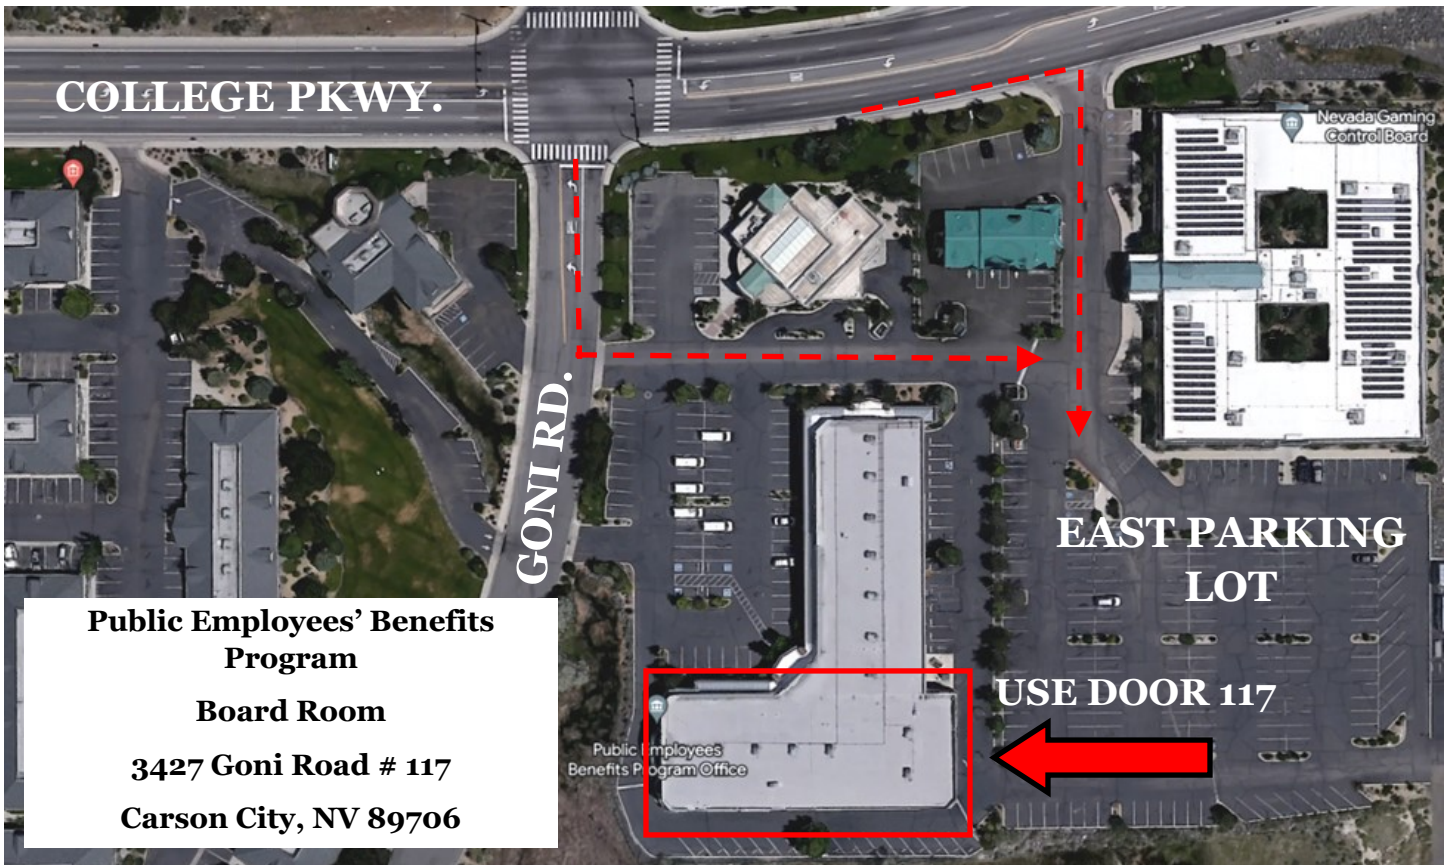 COLLEGE PKWY.
Nevada Gaming
Control Board
GONI RD.
EAST PARKING
LOT
Public Employees’ Benefits
Program
Board Room
3427 Goni Road # 117
Carson City, NV 89706
USE DOOR 117
Public Employees
Benefits Program Office